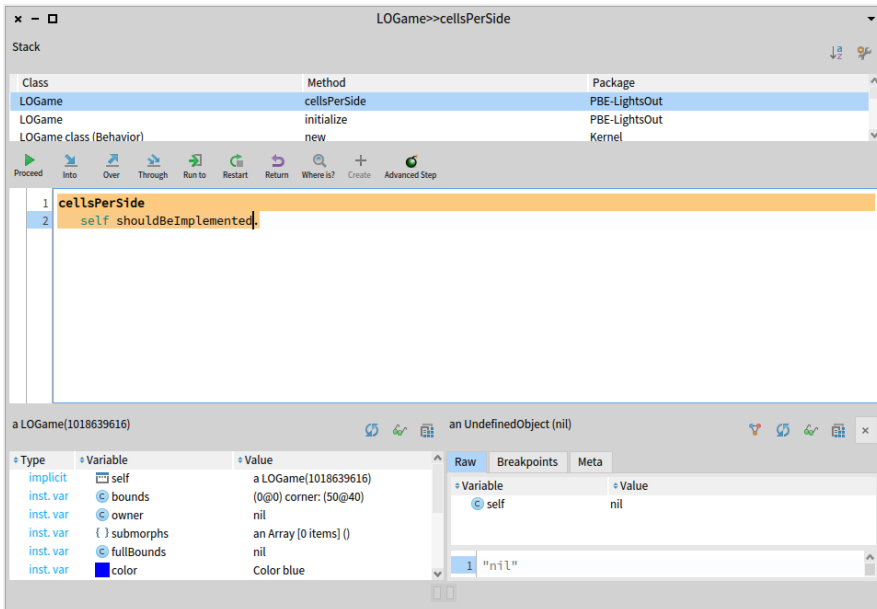 LOGame>>cellsPerSide
Stack
Class Method Package
LOGame cellsPerSide PBE-LightsOut
LOGame initialize PBE-LightsOut
LOGame class (Behavior) new Kernel
Proceed Into Over Through Run to Restart Return Where is? Create Advanced Step
1 cellsPerSide
2 self shouldBeImplemented.
a LOGame(1018639616)
Type Variable Value
implicit self a LOGame(1018639616)
inst. var bounds (0@0) corner: (50@40)
inst. var owner nil
inst. var { } submorphs an Array [0 items] ()
inst. var fullBounds nil
inst. var color Color blue
an UndefinedObject (nil)
Raw Breakpoints Meta
Variable Value
self nil
1 "nil"